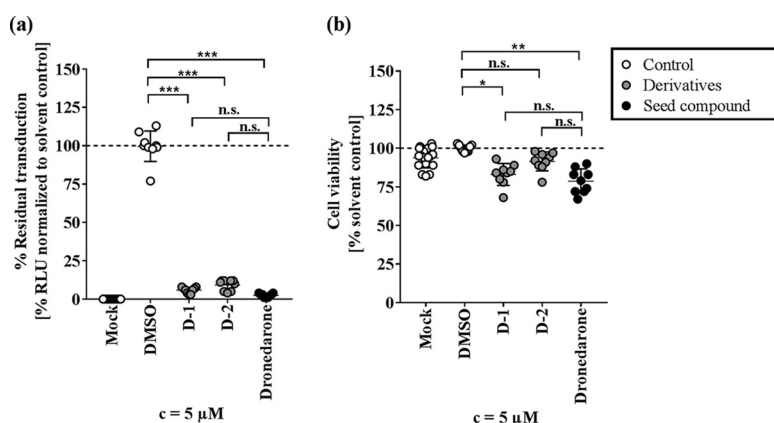 (a)
% Residual transduction
[% RLU normalized to solvent control]
150
125
100
75
50
25
0
***
***
***
n.s.
n.s.
Mock
DMSO
D-1
D-2
Dronedarone
c = 5 µM
(b)
Cell viability
[% solvent control]
150
125
100
75
50
25
0
**
n.s.
*
n.s.
n.s.
Mock
DMSO
D-1
D-2
Dronedarone
c = 5 µM
Control
Derivatives
Seed compound